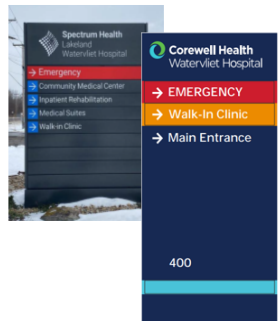 Spectrum Health
Lakeland
Watervliet Hospital
→ Emergency
→ Community Medical Center
→ Inpatient Rehabilitation
→ Medical Suites
→ Walk-in Clinic
Corewell Health
Watervliet Hospital
→ EMERGENCY
→ Walk-In Clinic
→ Main Entrance
400